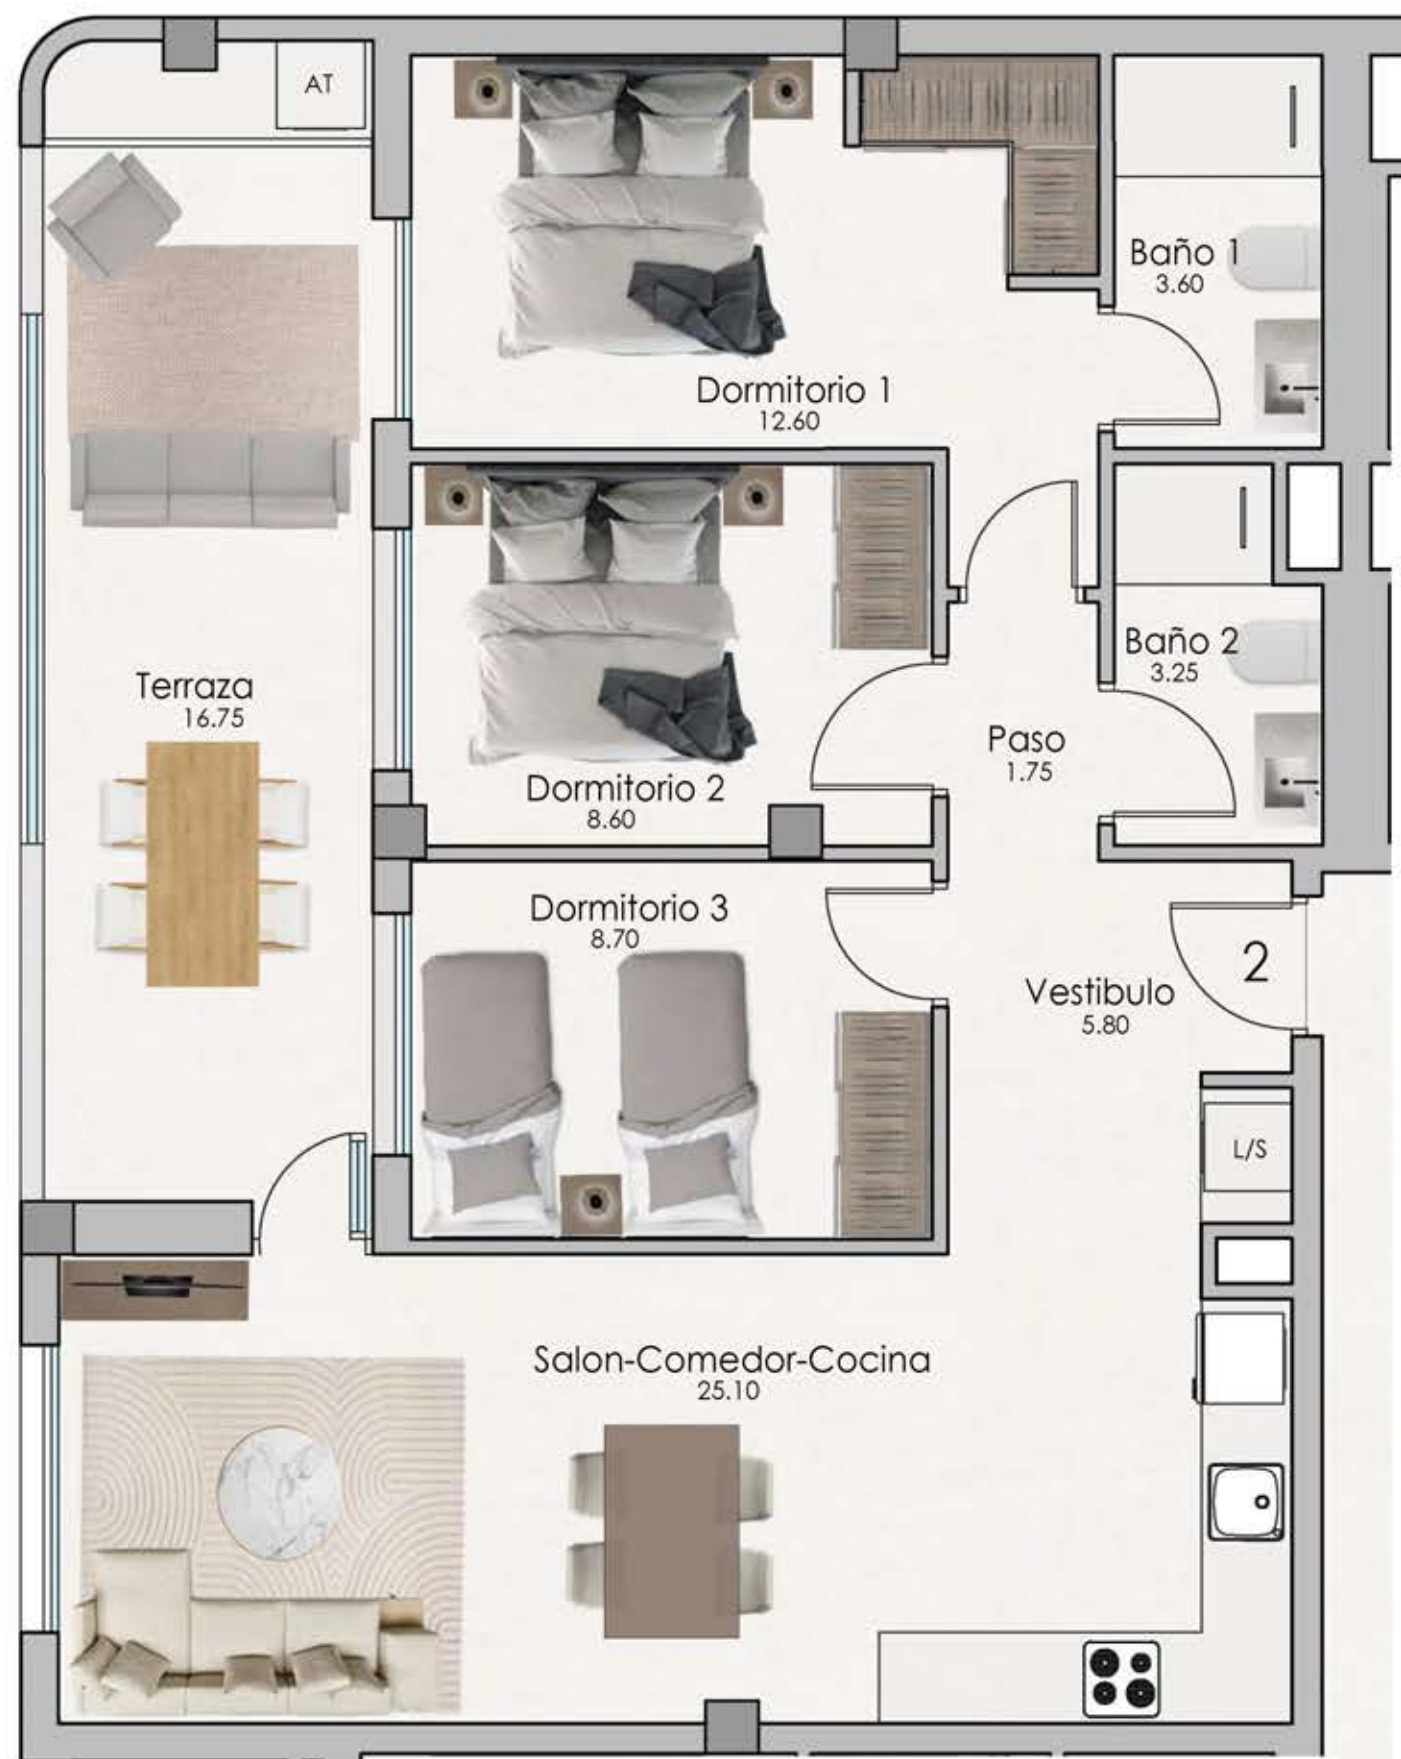 AT
Baño 1
3.60
Dormitorio 1
12.60
Baño 2
3.25
Terraza
16.75
Paso
1.75
Dormitorio 2
8.60
Dormitorio 3
8.70
2
Vestibulo
5.80
L/S
Salon-Comedor-Cocina
25.10